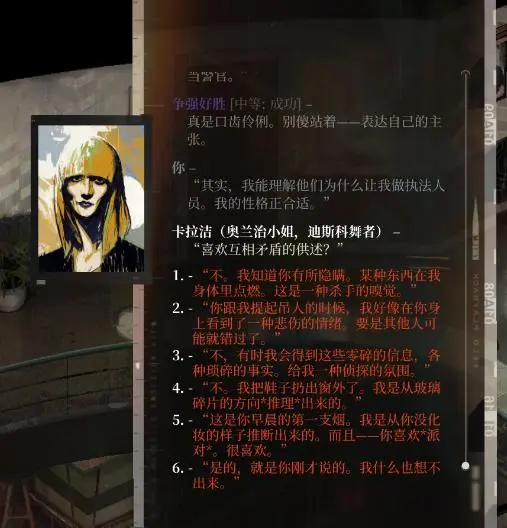 当警官。
争强好胜 [中等：成功] –
真是口齿伶俐。别傻站着——表达自己的主
张。
你 –
“其实，我能理解他们为什么让我做执法人
员。我的性格正合适。”
卡拉洁（奥兰治小姐，迪斯科舞者） –
“喜欢互相矛盾的供述？”
1. - “不。我知道你有所隐瞒。某种东西在我
身体里点燃。这是一种杀手的嗅觉。”
2. - “你跟我提起吊人的时候，我好像在你身
上看到了一种悲伤的情绪。要是其他人可
能就错过了。”
3. - “不，有时我会得到这些零碎的信息，各
种琐碎的事实。给我一种侦探的氛围。”
4. - “不。我把鞋子扔出窗外了。我是从玻璃
碎片的方向*推理*出来的。”
5. - “这是你早晨的第一支烟。我是从你没化
妆的样子推断出来的。而且——你喜欢*派
对*。很喜欢。”
6. - “是的，就是你刚才说的。我什么也想不
出来。”